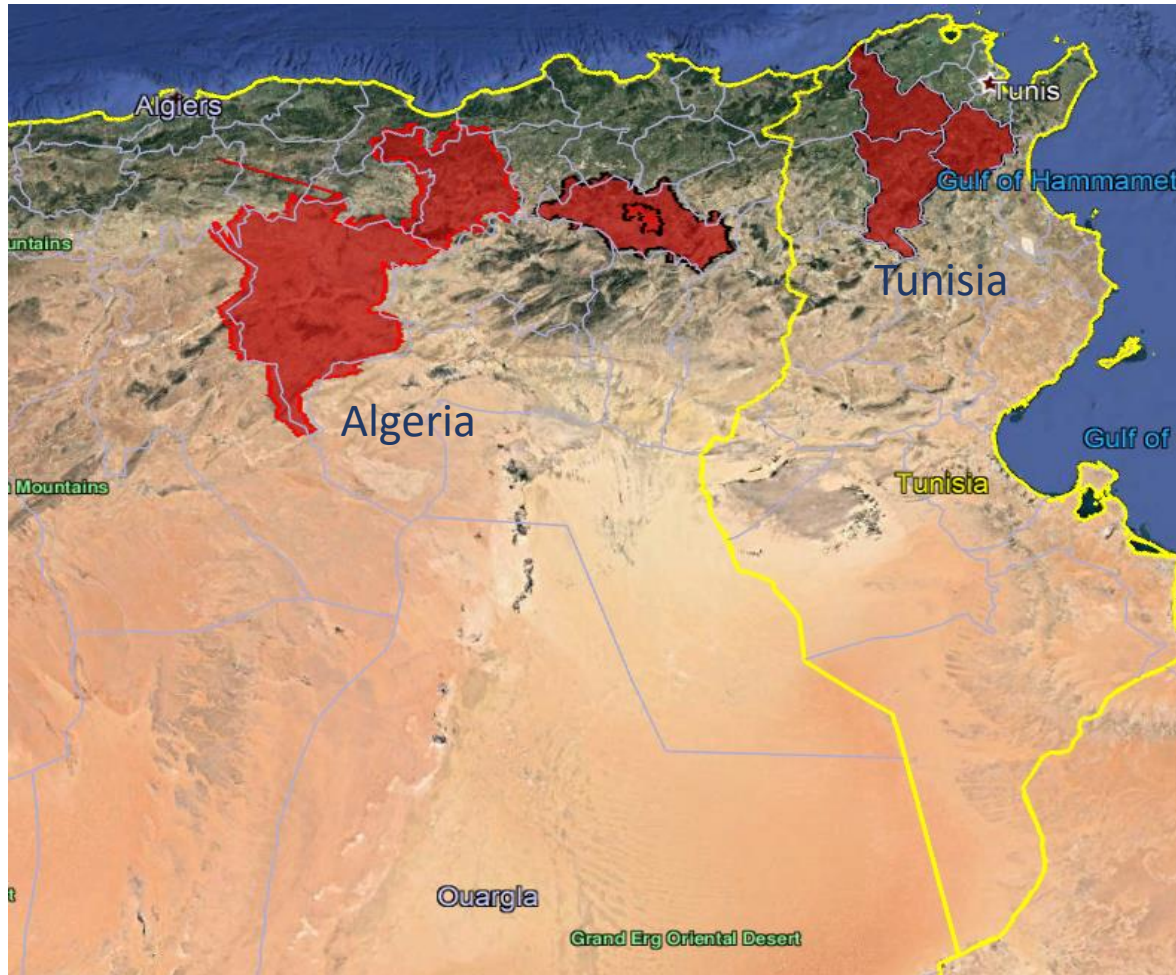 Algiers
Tunis
Gulf of Hammamet
untains
Tunisia
Algeria
Gulf of
n Mountains
Tunisia
Ouargla
t
Grand Erg Oriental Desert